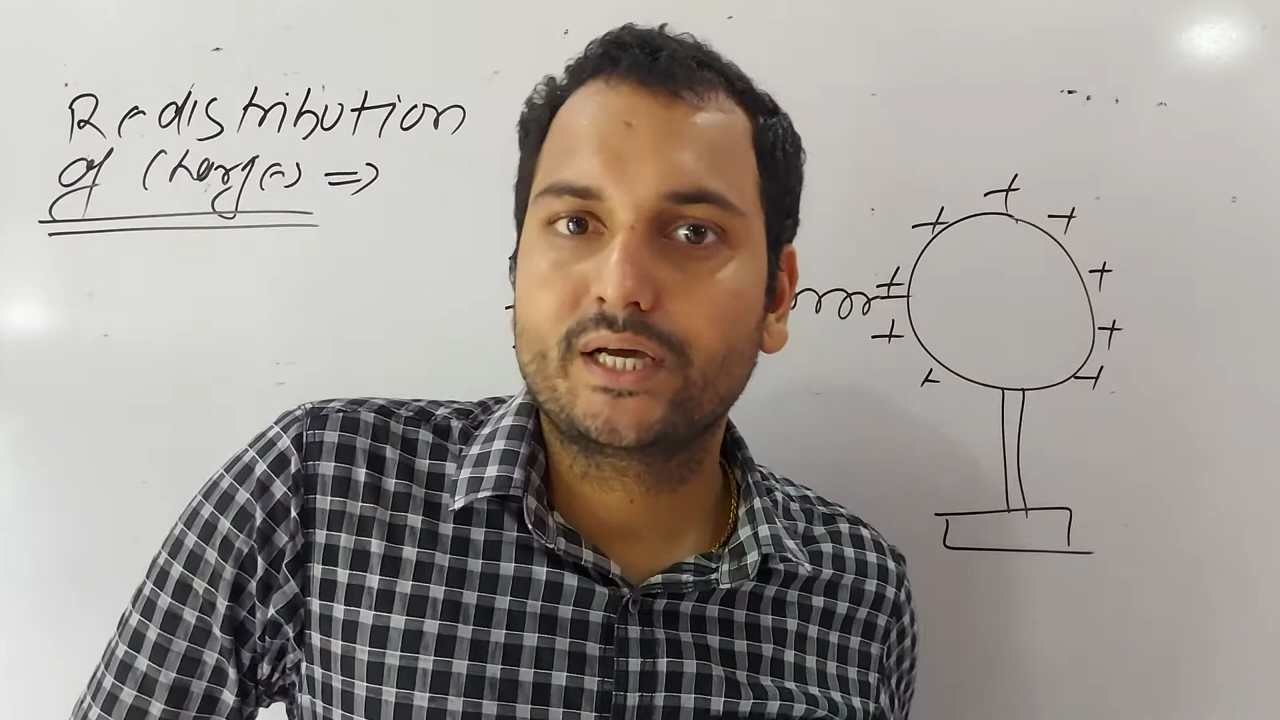 Redistribution
of Charges =>
+ + +
+ +
+ +
+ +